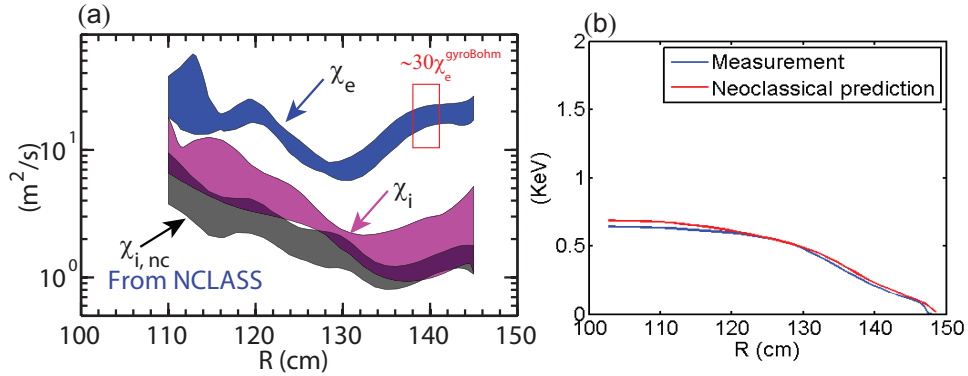 (a)
(m²/s)
10¹
10⁰
χe
~30χe^gyroBohm
χi
χi, nc
From NCLASS
100 110 120 130 140 150
R (cm)
(b)
2
1.5
1
0.5
0
(KeV)
Measurement
Neoclassical prediction
100 110 120 130 140 150
R (cm)